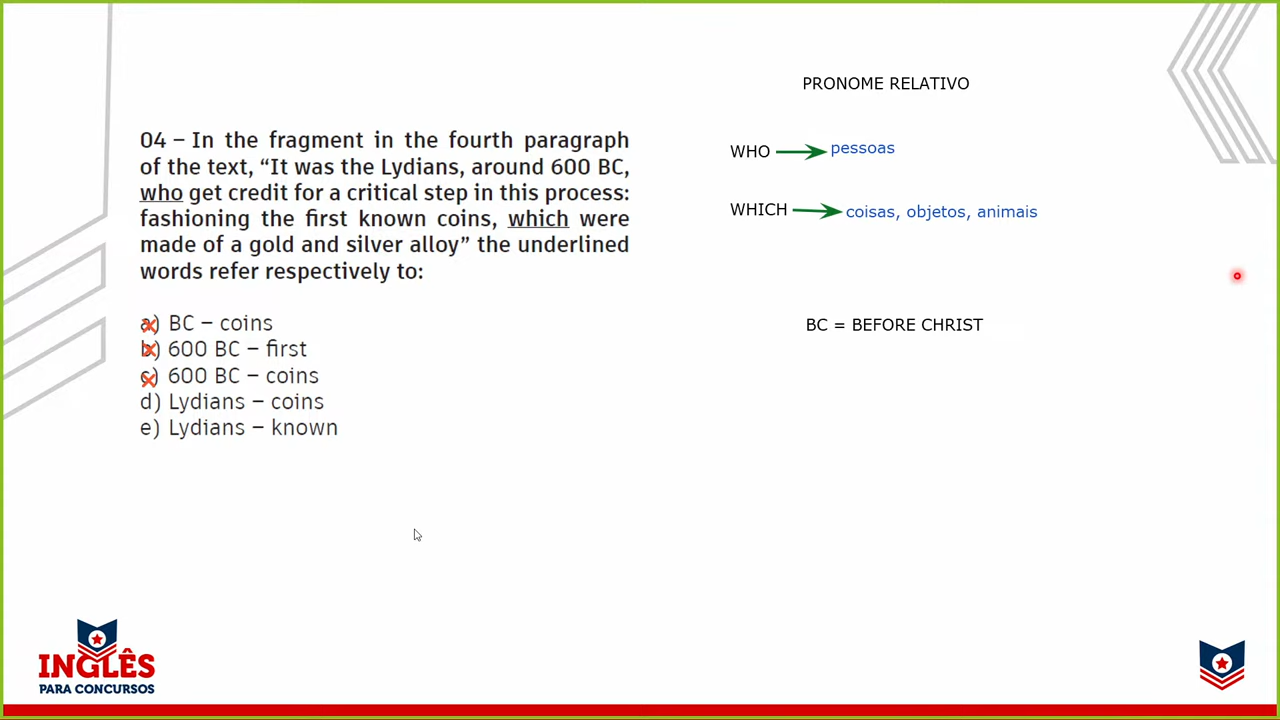 04 – In the fragment in the fourth paragraph
of the text, “It was the Lydians, around 600 BC,
who get credit for a critical step in this process:
fashioning the first known coins, which were
made of a gold and silver alloy” the underlined
words refer respectively to:
a) BC – coins
b) 600 BC – first
c) 600 BC – coins
d) Lydians – coins
e) Lydians – known
PRONOME RELATIVO
WHO pessoas
WHICH coisas, objetos, animais
BC = BEFORE CHRIST
INGLÊS
PARA CONCURSOS